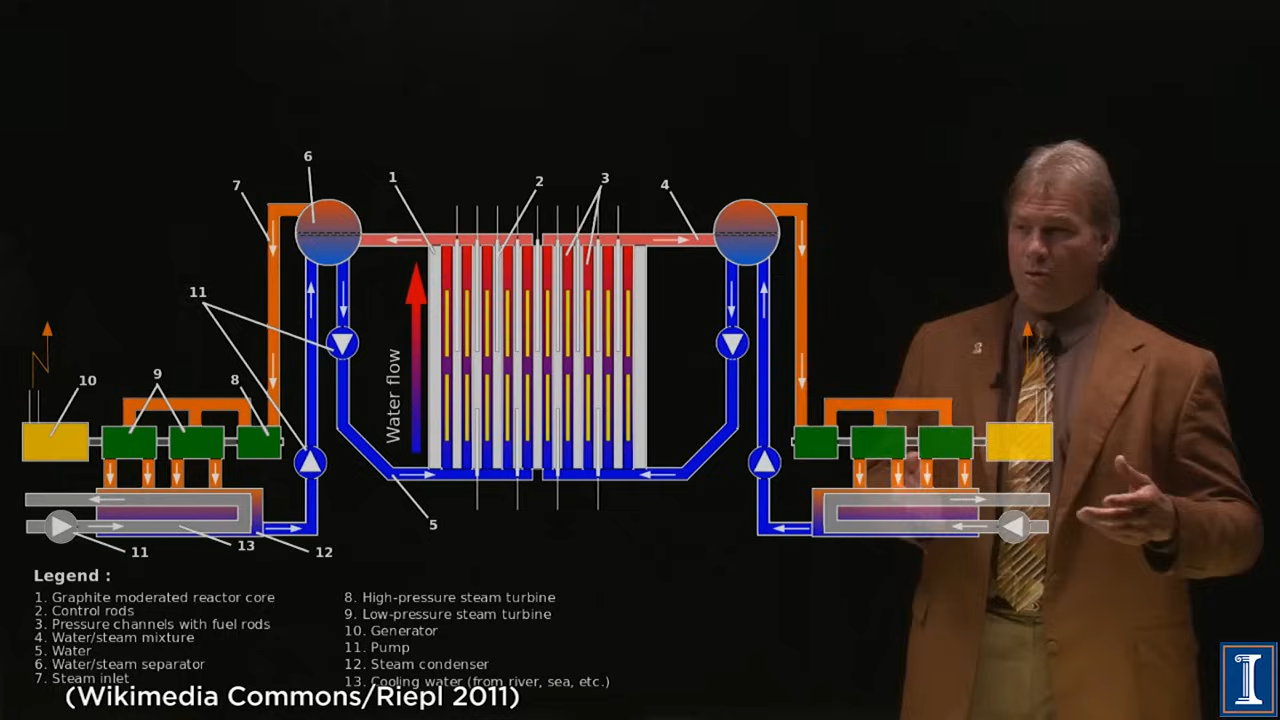 6
7
1
2
3
4
11
Water flow
10
9
8
5
11
13
12
Legend :
1. Graphite moderated reactor core
2. Control rods
3. Pressure channels with fuel rods
4. Water/steam mixture
5. Water
6. Water/steam separator
7. Steam inlet
8. High-pressure steam turbine
9. Low-pressure steam turbine
10. Generator
11. Pump
12. Steam condenser
13. Cooling water (from river, sea, etc.)
(Wikimedia Commons/Riepl 2011)
I